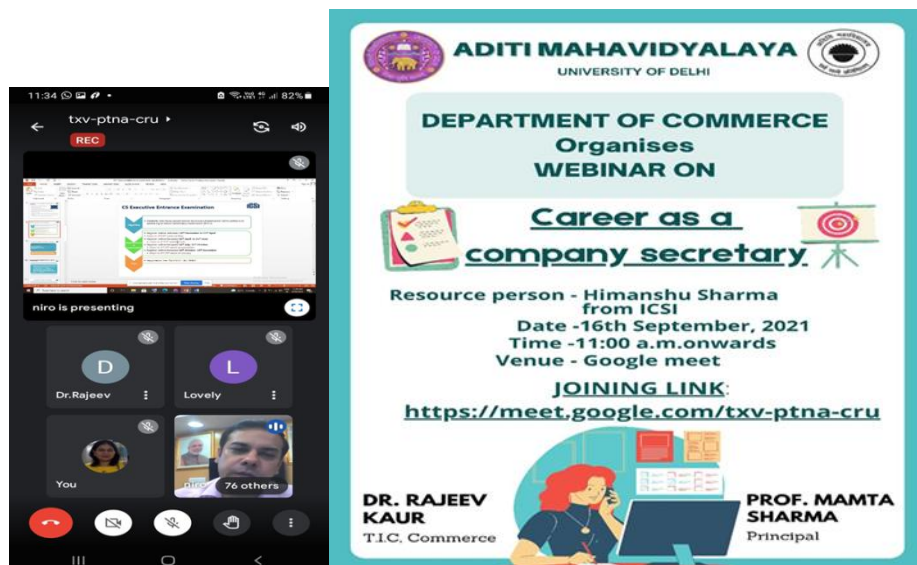 11:34
82%
txv-ptna-cru
REC
CS Executive Entrance Examination
niro is presenting
D
L
Dr.Rajeev
Lovely
You
niro
76 others
ADITI MAHAVIDYALAYA
UNIVERSITY OF DELHI
DEPARTMENT OF COMMERCE
Organises
WEBINAR ON
Career as a
company secretary
Resource person - Himanshu Sharma
from ICSI
Date -16th September, 2021
Time -11:00 a.m.onwards
Venue - Google meet
JOINING LINK:
https://meet.google.com/txv-ptna-cru
DR. RAJEEV
KAUR
T.I.C. Commerce
PROF. MAMTA
SHARMA
Principal